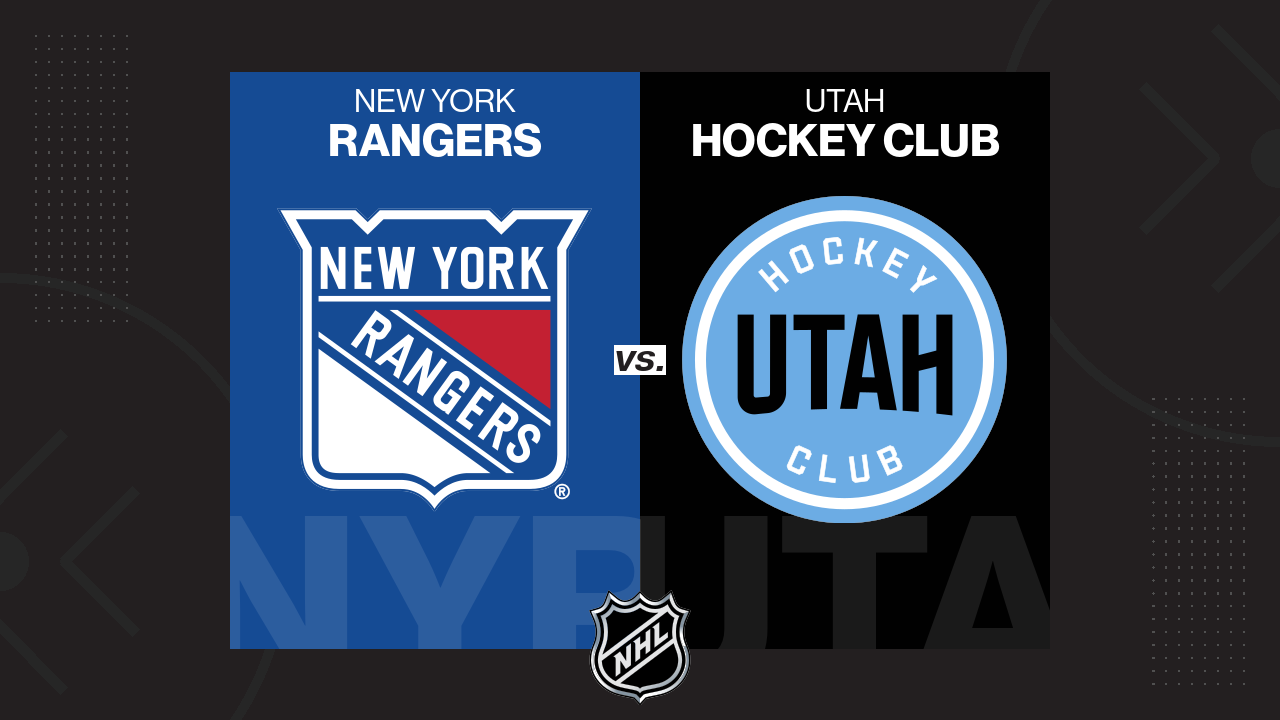 NEW YORK
RANGERS
UTAH
HOCKEY CLUB
NEW YORK
RANGERS
®
vs.
HOCKEY
UTAH
CLUB
NYR
UTA
NHL